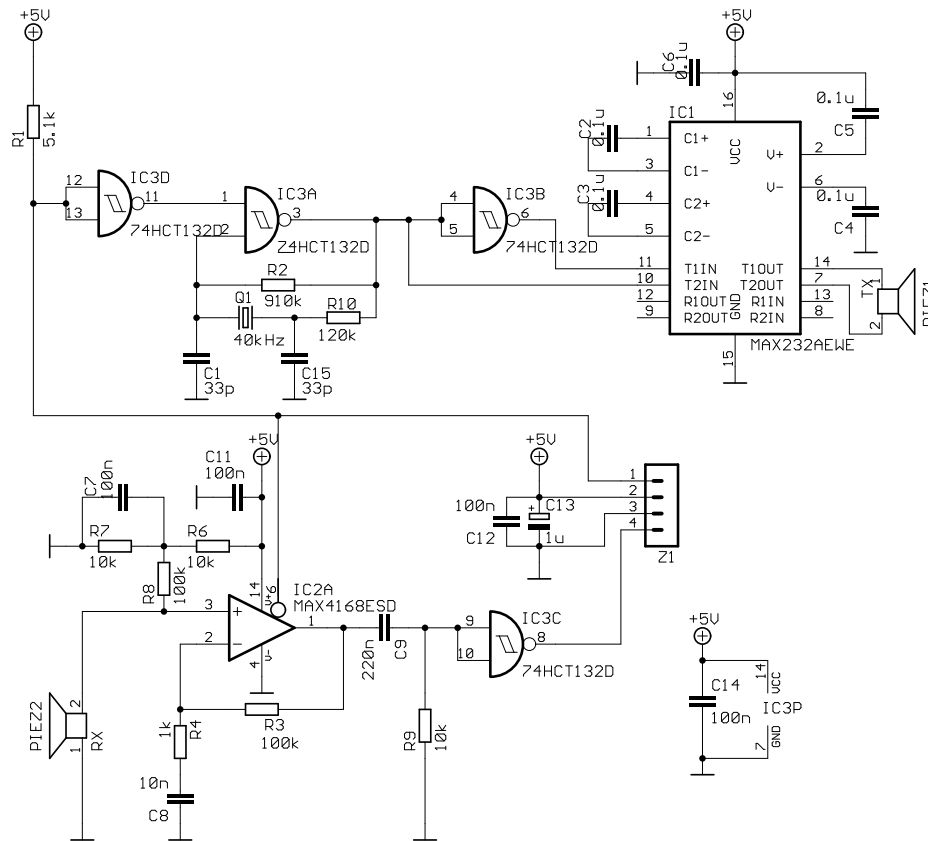 +5V
+5V
C6
0.1u
16
R1
5.1k
IC1
VCC
0.1u
C5
C2
0.1u
1
C1+
3
C1-
V+
2
C3
0.1u
4
C2+
5
C2-
V-
6
0.1u
C4
12
13
IC3D
11
74HCT132D
1
2
IC3A
3
74HCT132D
4
5
IC3B
6
74HCT132D
11
T1IN
T1OUT
14
10
T2IN
T2OUT
7
12
R1OUT
R1IN
13
9
R2OUT
R2IN
8
GND
15
MAX232AEWE
TX
1
2
PIEZ1
R2
910k
Q1
40kHz
R10
120k
C1
33p
C15
33p
+5V
C7
100n
C11
100n
R7
10k
R6
10k
R8
100k
+5V
100n
C12
+
C13
1u
1
2
3
4
Z1
14
V+
6
IC2A
MAX4168ESD
3
+
2
-
1
4
V-
220n
C9
9
10
IC3C
8
74HCT132D
PIEZ2
2
1
RX
1k
R4
R3
100k
R9
10k
10n
C8
+5V
C14
100n
14
VCC
IC3P
7
GND